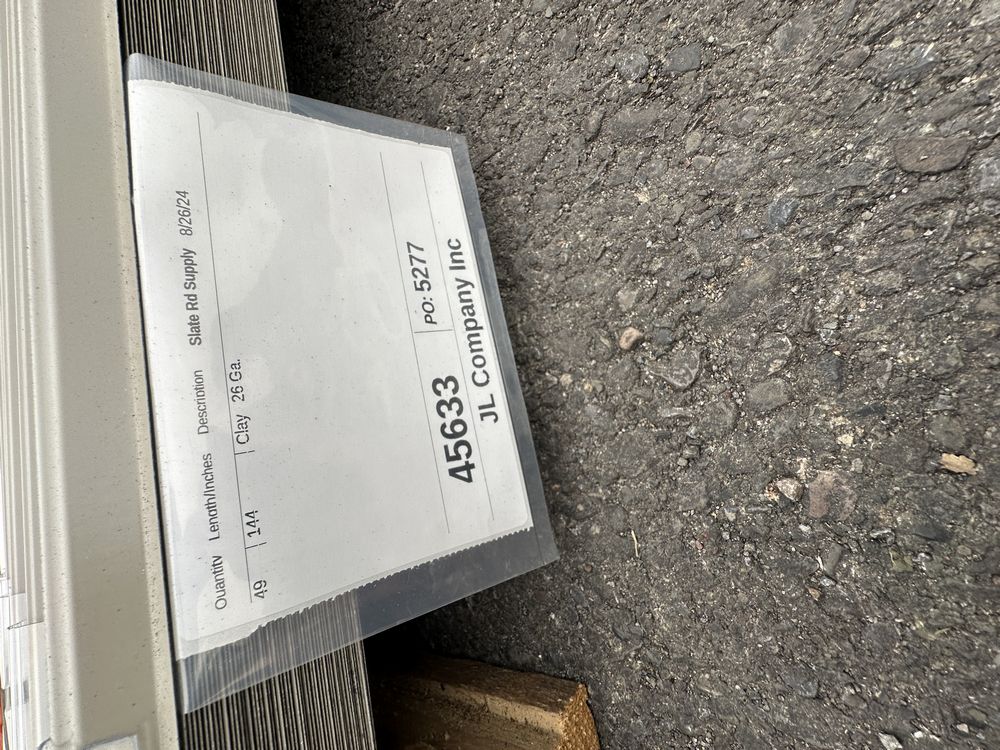 Quantity Length/Inches Description Slate Rd Supply 8/26/24
49 144 Clay 26 Ga.
45633 PO: 5277
JL Company Inc